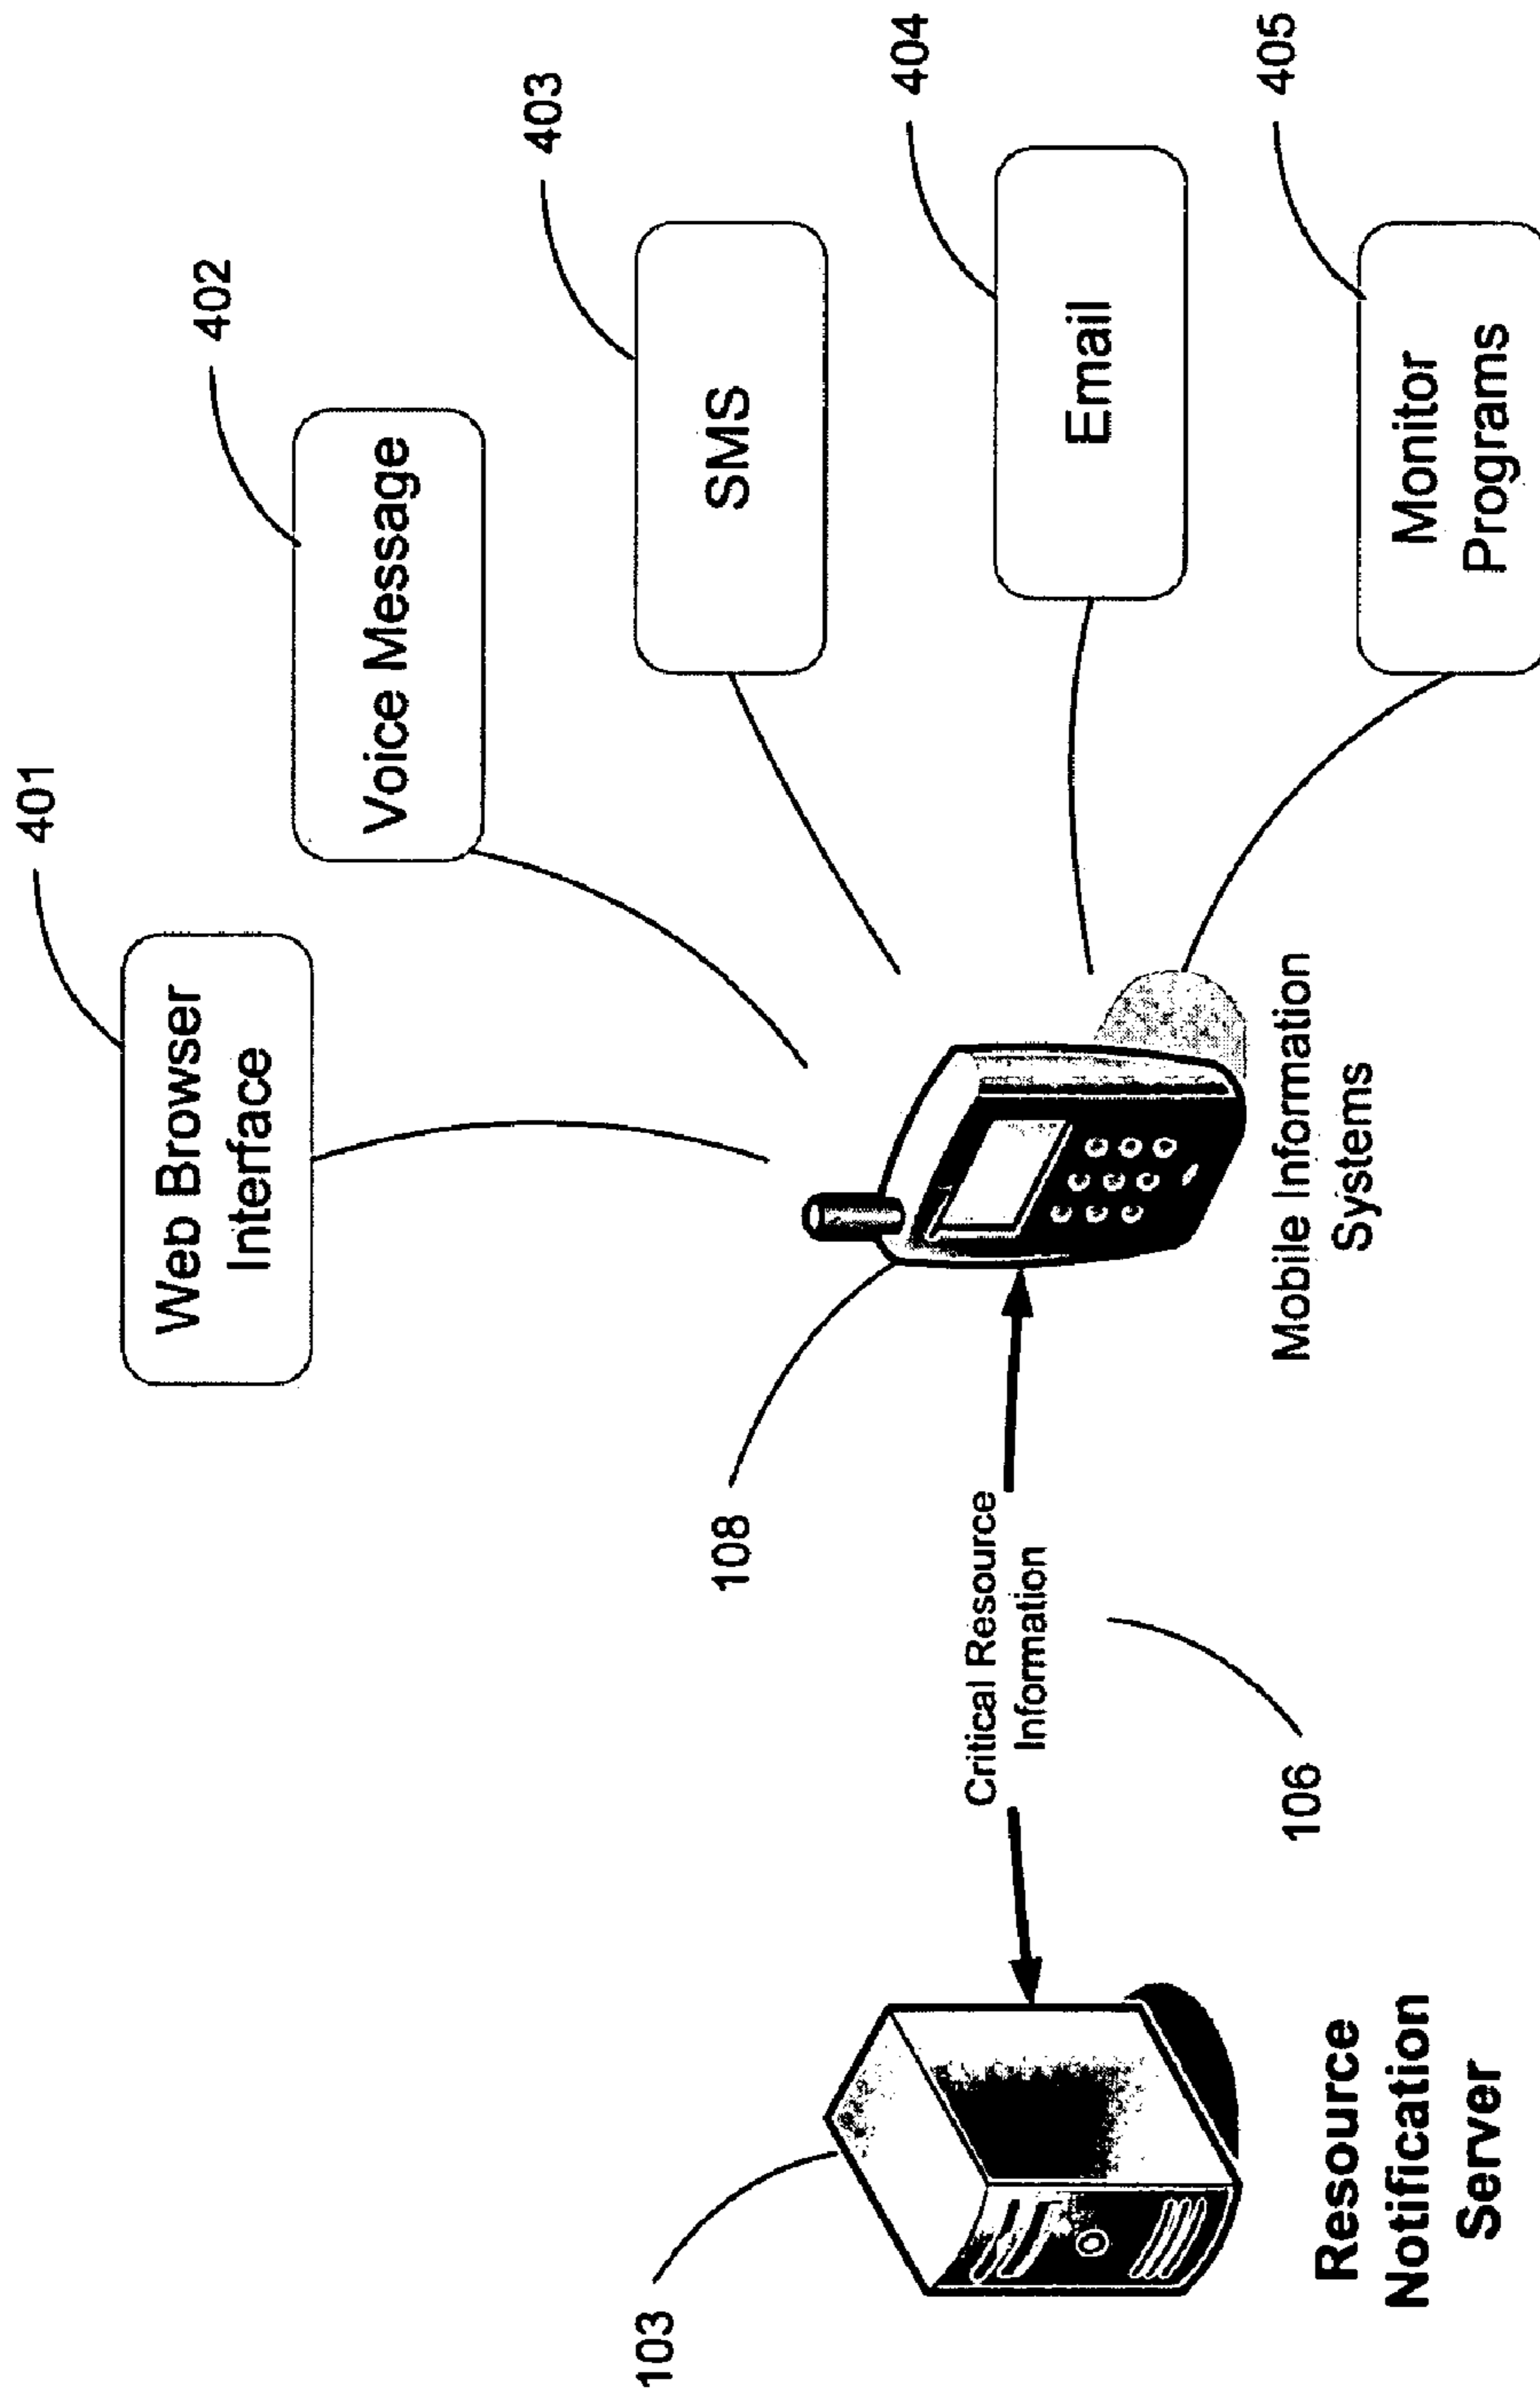 401
Web Browser
Interface
402
Voice Message
403
SMS
404
Email
405
Monitor
Programs
108
Mobile Information
Systems
Critical Resource
Information
106
103
Resource
Notification
Server